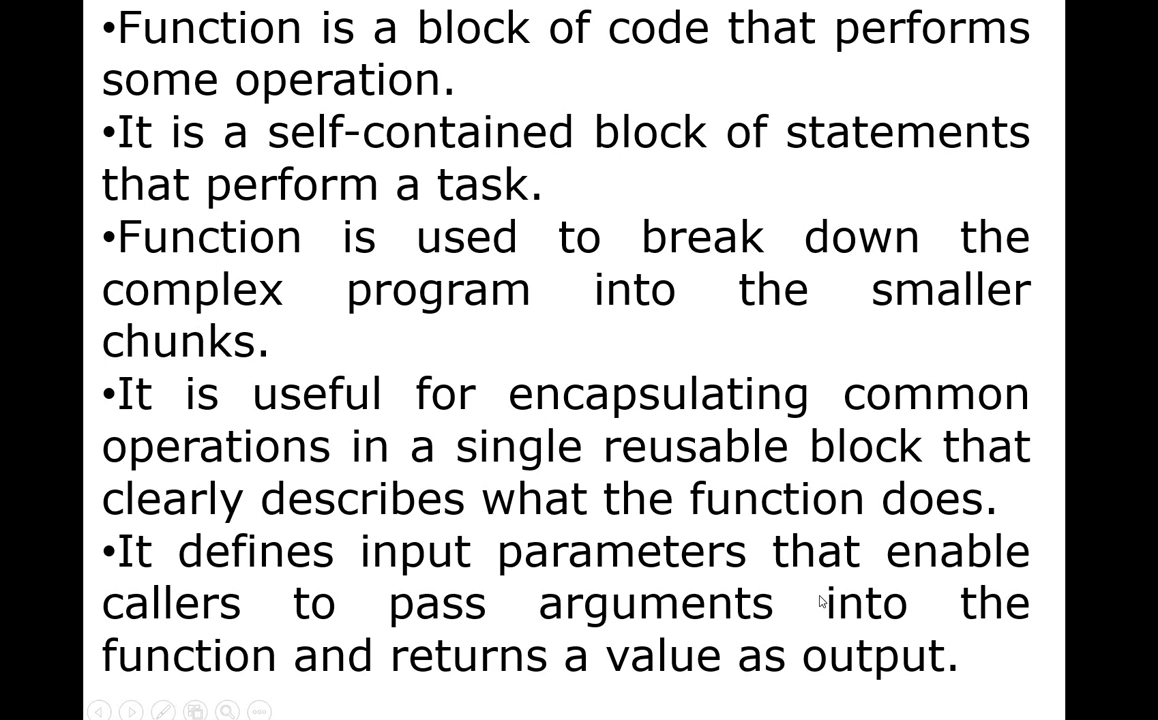 •Function is a block of code that performs
some operation.
•It is a self-contained block of statements
that perform a task.
•Function is used to break down the
complex program into the smaller
chunks.
•It is useful for encapsulating common
operations in a single reusable block that
clearly describes what the function does.
•It defines input parameters that enable
callers to pass arguments into the
function and returns a value as output.